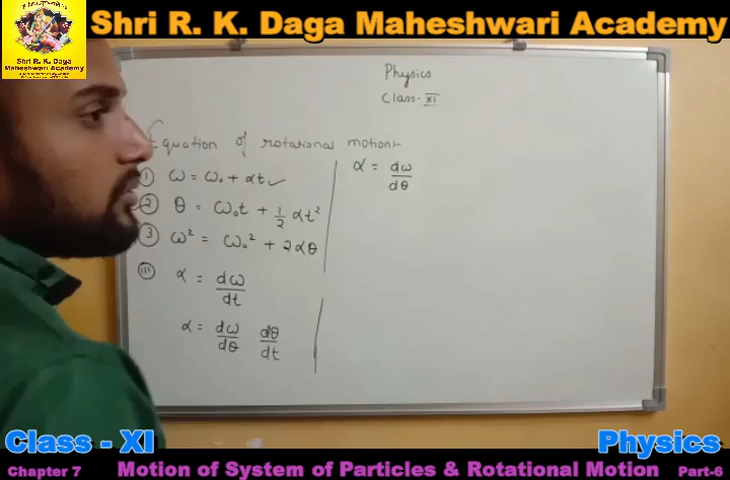 Shri R. K. Daga Maheshwari Academy
Shri R. K. Daga
Maheshwari Academy
Physics
Class-XI
Equation of rotational motion
① ω = ω₀ + αt ✓
② θ = ω₀t + 1/2 αt²
③ ω² = ω₀² + 2αθ
(III) α = dω/dt
α = dω/dθ dθ/dt
α = dω/dθ
Class - XI
Physics
Chapter 7 Motion of System of Particles & Rotational Motion Part-6